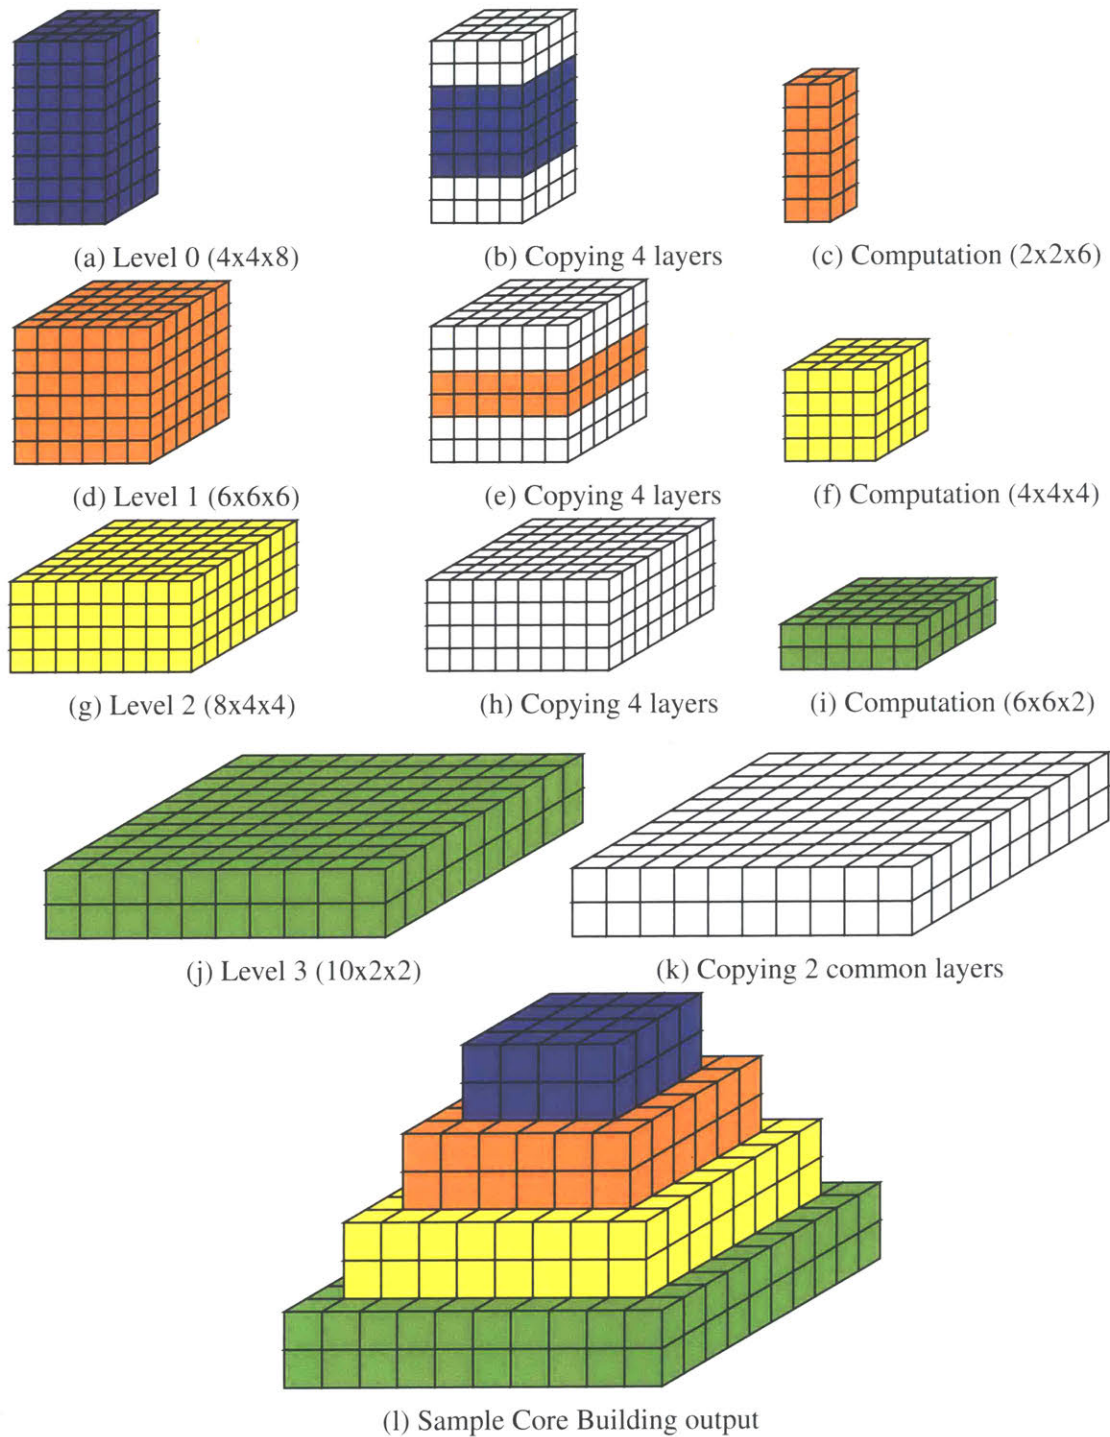 (a) Level 0 (4x4x8)
(b) Copying 4 layers
(c) Computation (2x2x6)
(d) Level 1 (6x6x6)
(e) Copying 4 layers
(f) Computation (4x4x4)
(g) Level 2 (8x4x4)
(h) Copying 4 layers
(i) Computation (6x6x2)
(j) Level 3 (10x2x2)
(k) Copying 2 common layers
(l) Sample Core Building output